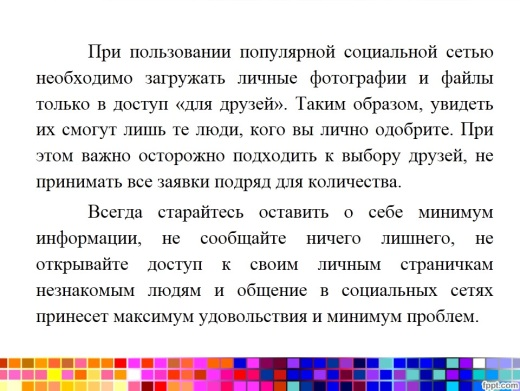 При пользовании популярной социальной сетью
необходимо загружать личные фотографии и файлы
только в доступ «для друзей». Таким образом, увидеть
их смогут лишь те люди, кого вы лично одобрите. При
этом важно осторожно подходить к выбору друзей, не
принимать все заявки подряд для количества.
Всегда старайтесь оставить о себе минимум
информации, не сообщайте ничего лишнего, не
открывайте доступ к своим личным страничкам
незнакомым людям и общение в социальных сетях
принесет максимум удовольствия и минимум проблем.
fppt.com